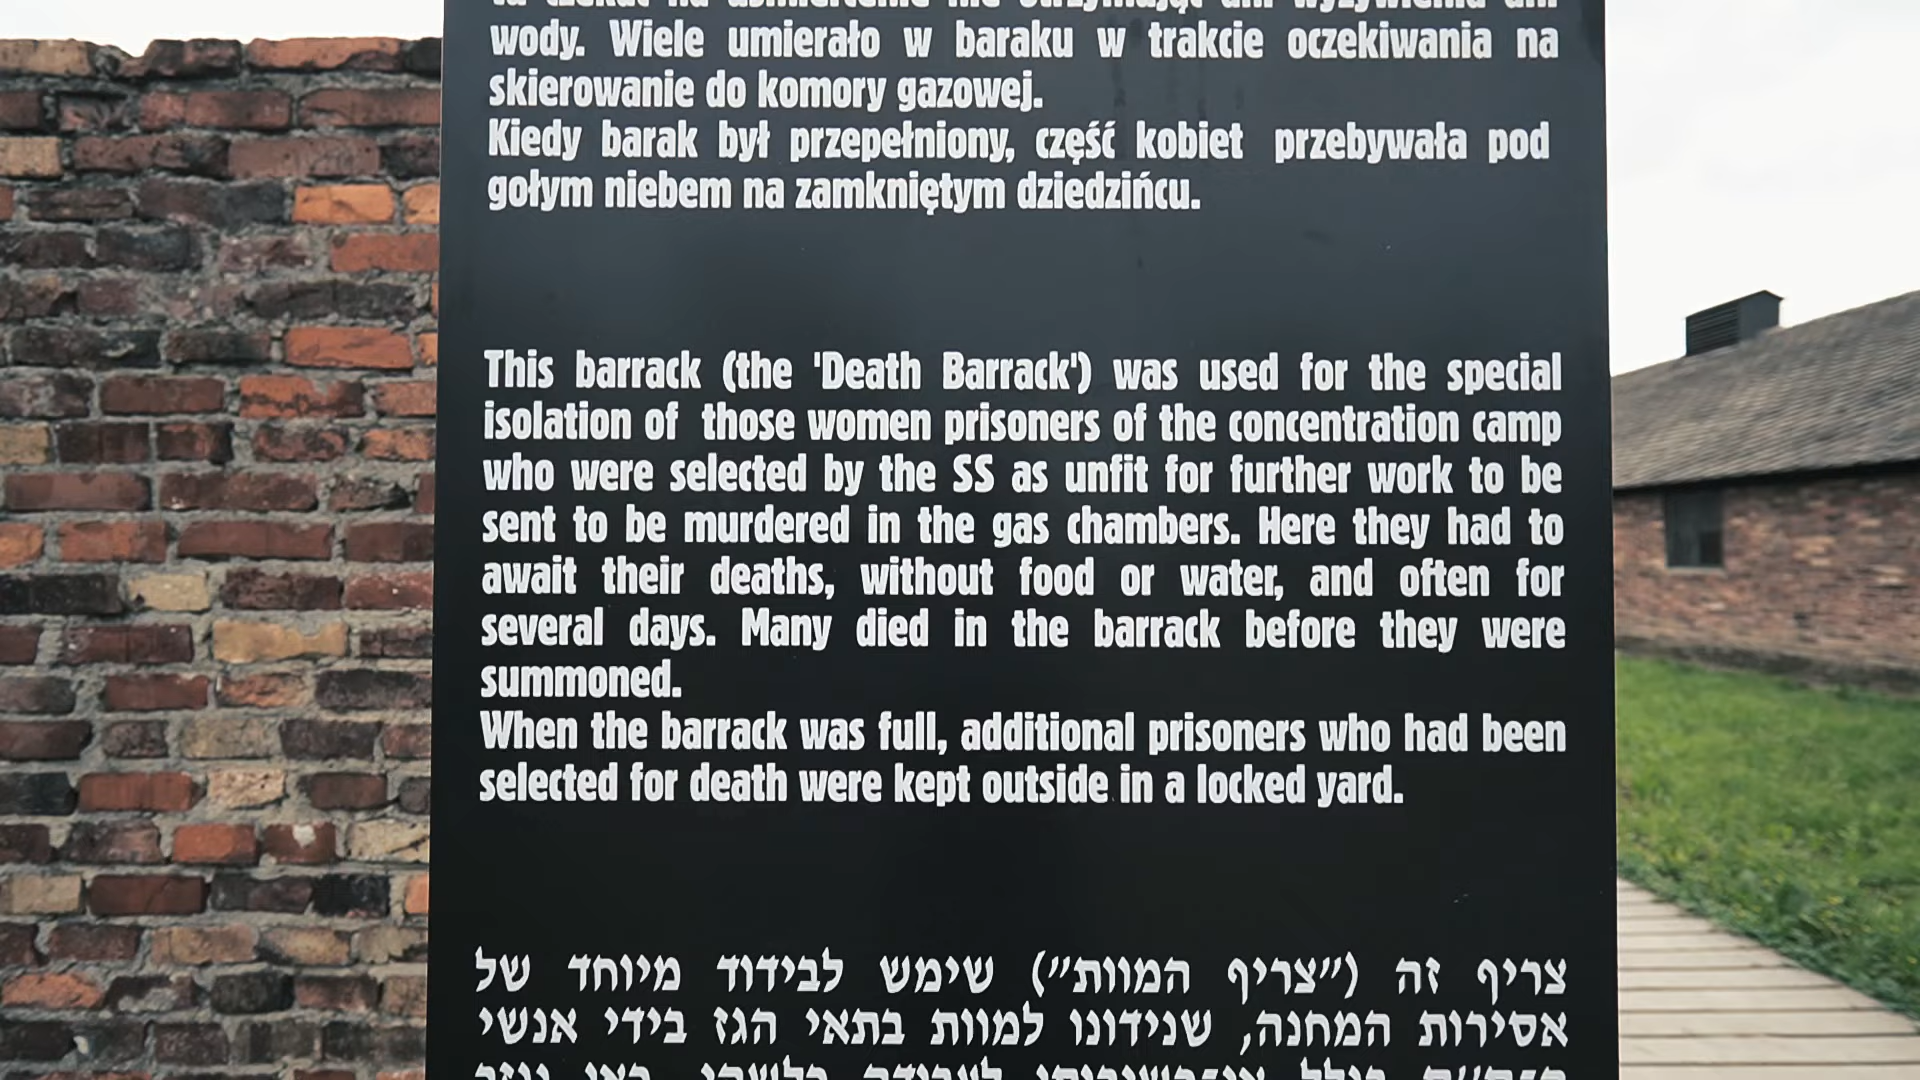 wody. Wiele umierało w baraku w trakcie oczekiwania na
skierowanie do komory gazowej.
Kiedy barak był przepełniony, część kobiet przebywała pod
gołym niebem na zamkniętym dziedzińcu.
This barrack (the 'Death Barrack') was used for the special
isolation of those women prisoners of the concentration camp
who were selected by the SS as unfit for further work to be
sent to be murdered in the gas chambers. Here they had to
await their deaths, without food or water, and often for
several days. Many died in the barrack before they were
summoned.
When the barrack was full, additional prisoners who had been
selected for death were kept outside in a locked yard.
צריף זה (״צריף המוות״) שימש לבידוד מיוחד של
אסירות המחנה, שנידונו למוות בתאי הגז בידי אנשי